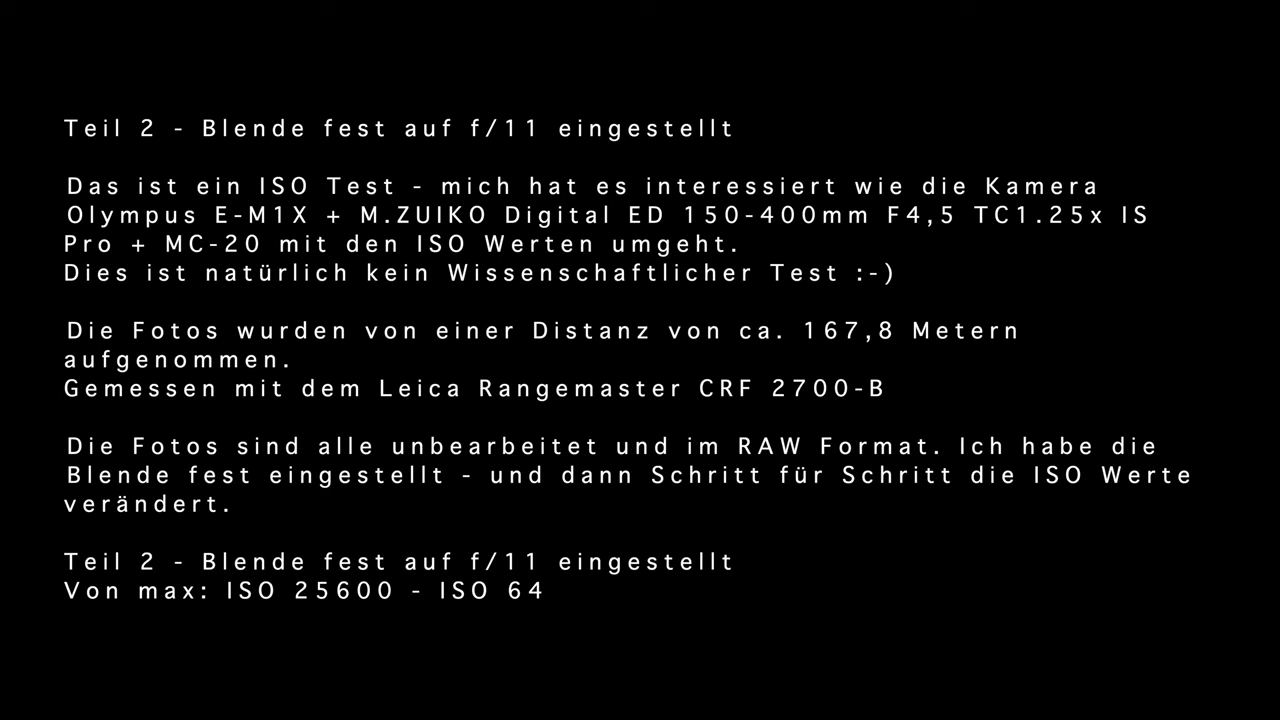 Teil 2 - Blende fest auf f/11 eingestellt
Das ist ein ISO Test - mich hat es interessiert wie die Kamera
Olympus E-M1X + M.ZUIKO Digital ED 150-400mm F4,5 TC1.25x IS
Pro + MC-20 mit den ISO Werten umgeht.
Dies ist natürlich kein Wissenschaftlicher Test :-)
Die Fotos wurden von einer Distanz von ca. 167,8 Metern
aufgenommen.
Gemessen mit dem Leica Rangemaster CRF 2700-B
Die Fotos sind alle unbearbeitet und im RAW Format. Ich habe die
Blende fest eingestellt - und dann Schritt für Schritt die ISO Werte
verändert.
Teil 2 - Blende fest auf f/11 eingestellt
Von max: ISO 25600 - ISO 64